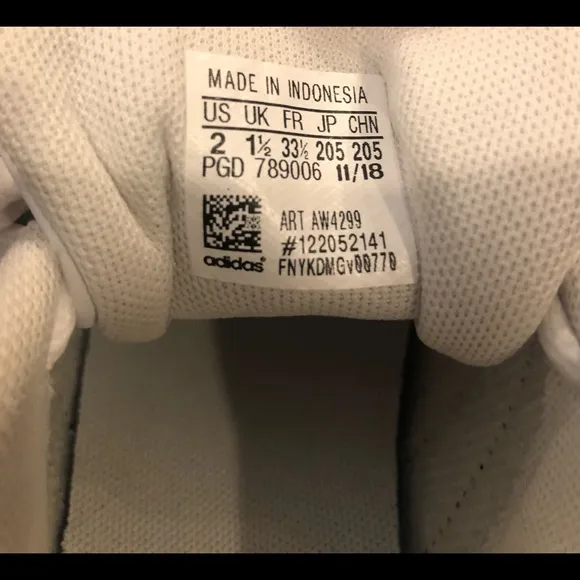 MADE IN INDONESIA
US UK FR JP CHN
2 1½ 33½ 205 205
PGD 789006 11/18
ART AW4299
#122052141
adidas® FNYKDMGv00770